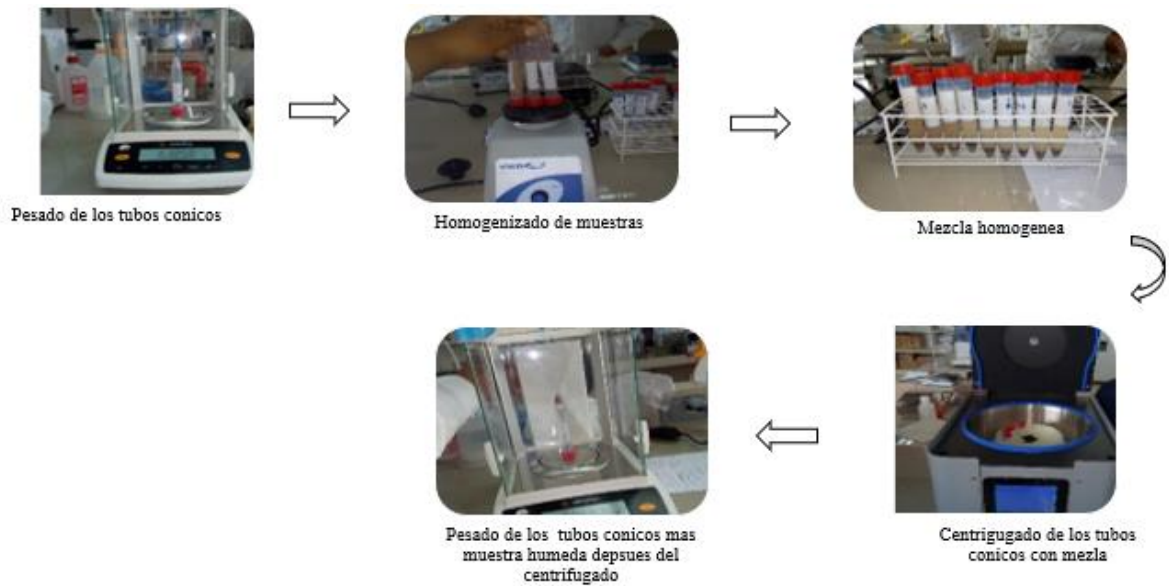 Pesado de los tubos conicos
Homogenizado de muestras
Mezcla homogenea
Centrigugado de los tubos
conicos con mezla
Pesado de los  tubos conicos mas
muestra humeda depsues del
centrifugado